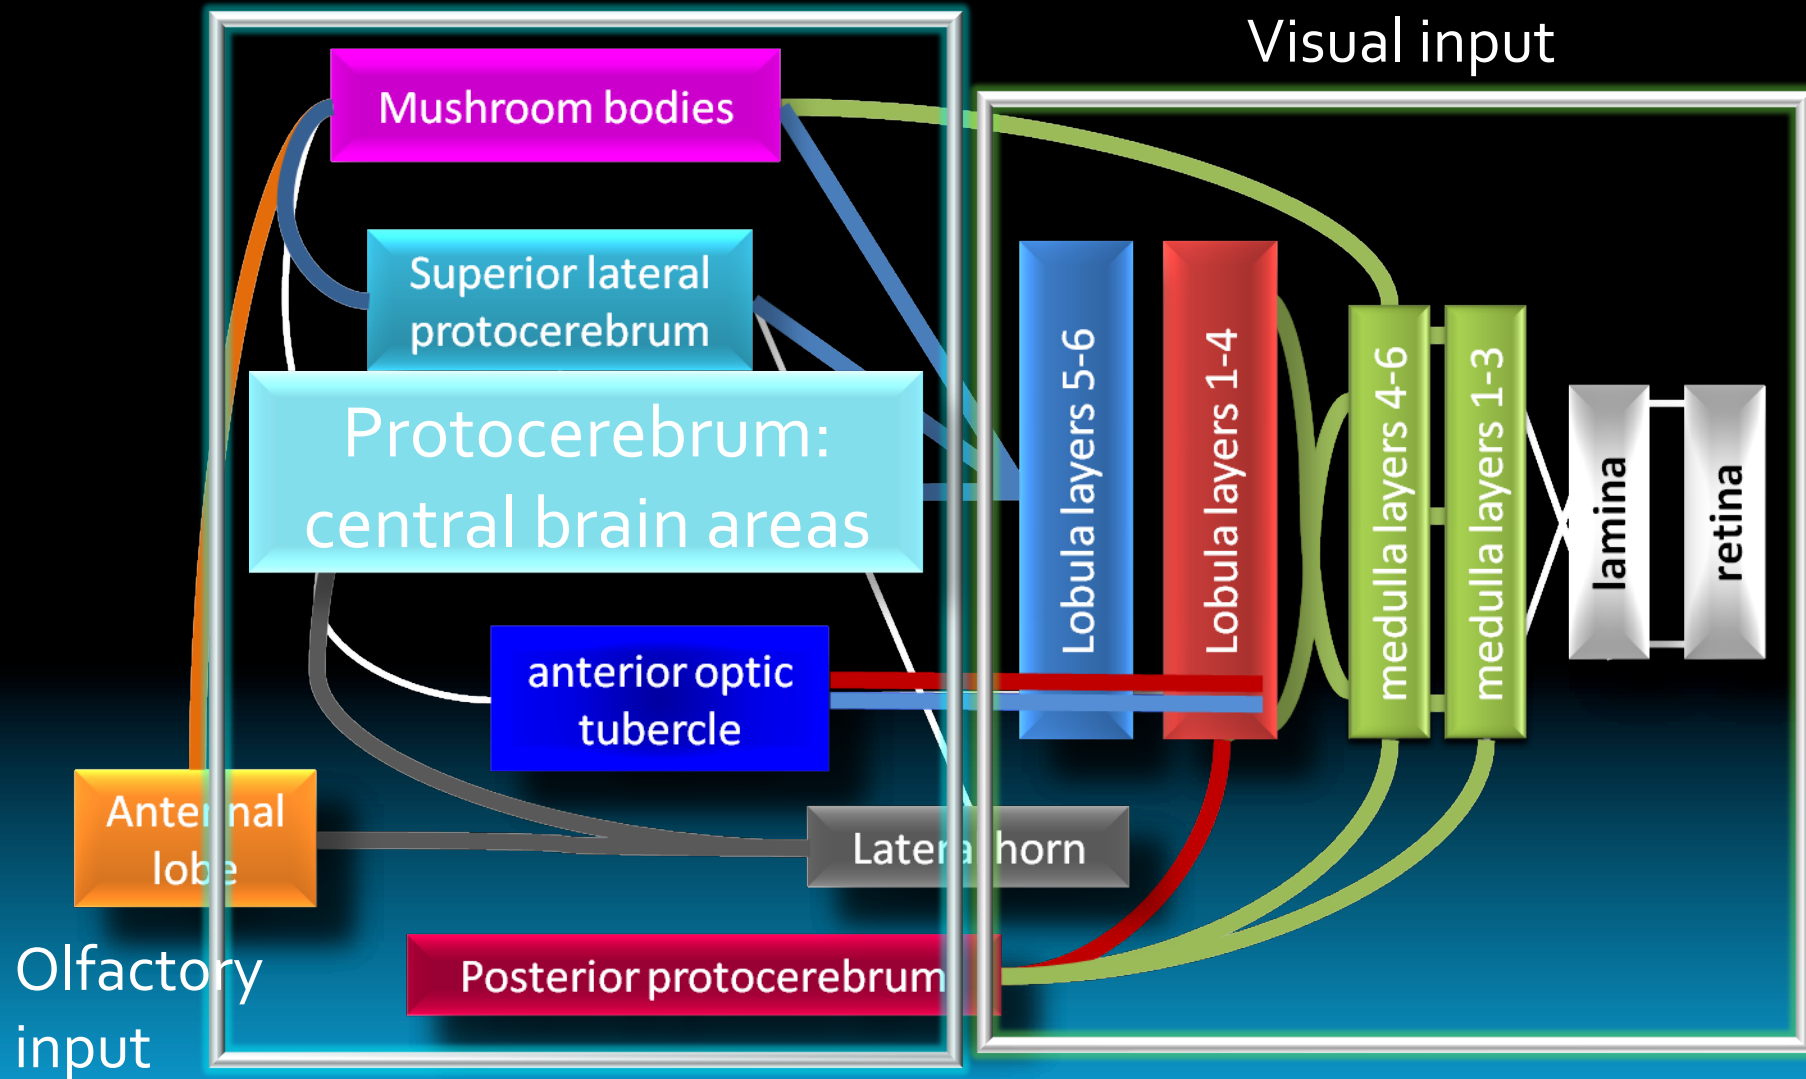 Visual input
Mushroom bodies
Superior lateral
protocerebrum
Protocerebrum:
central brain areas
Lobula layers 5-6
Lobula layers 1-4
medulla layers 4-6
medulla layers 1-3
lamina
retina
anterior optic
tubercle
Antennal
lobe
Lateral horn
Olfactory
input
Posterior protocerebrum